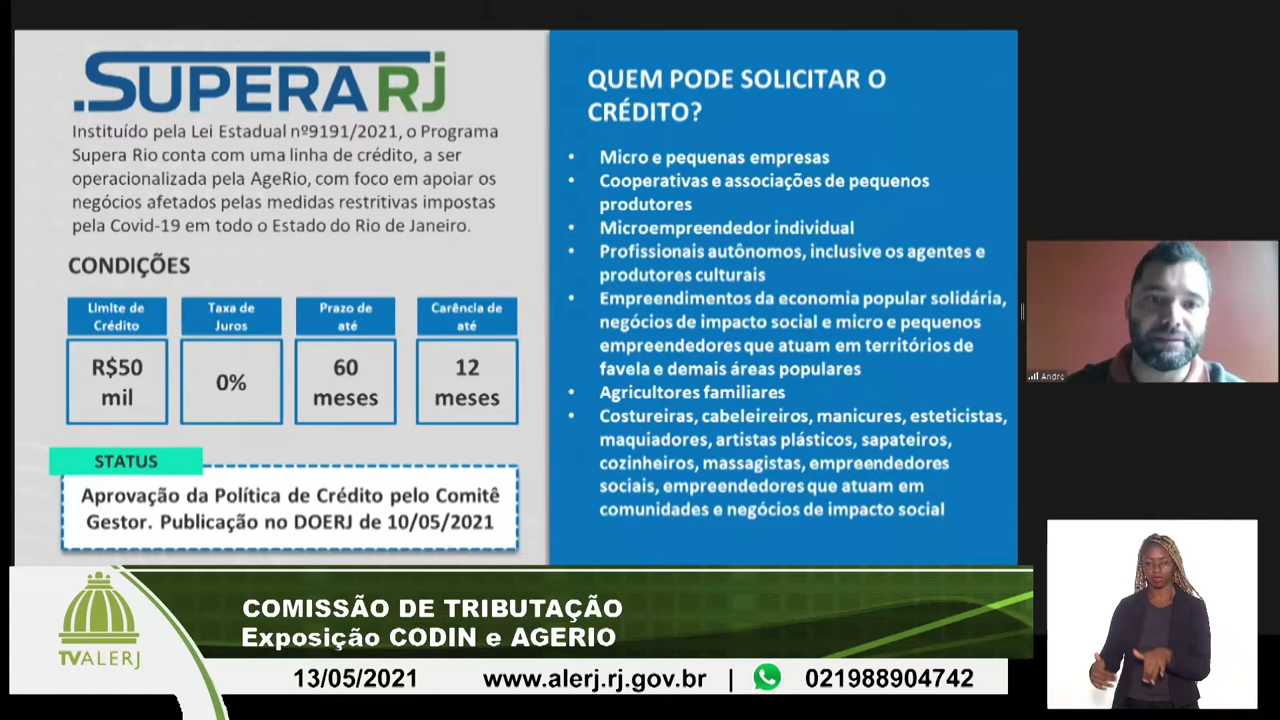 .SUPERARJ
Instituído pela Lei Estadual nº9191/2021, o Programa
Supera Rio conta com uma linha de crédito, a ser
operacionalizada pela AgeRio, com foco em apoiar os
negócios afetados pelas medidas restritivas impostas
pela Covid-19 em todo o Estado do Rio de Janeiro.
CONDIÇÕES
Limite de
Crédito
R$50
mil
Taxa de
Juros
0%
Prazo de
até
60
meses
Carência de
até
12
meses
STATUS
Aprovação da Política de Crédito pelo Comitê
Gestor. Publicação no DOERJ de 10/05/2021
QUEM PODE SOLICITAR O
CRÉDITO?
• Micro e pequenas empresas
• Cooperativas e associações de pequenos
produtores
• Microempreendedor individual
• Profissionais autônomos, inclusive os agentes e
produtores culturais
• Empreendimentos da economia popular solidária,
negócios de impacto social e micro e pequenos
empreendedores que atuam em territórios de
favela e demais áreas populares
• Agricultores familiares
• Costureiras, cabeleireiros, manicures, esteticistas,
maquiadores, artistas plásticos, sapateiros,
cozinheiros, massagistas, empreendedores
sociais, empreendedores que atuam em
comunidades e negócios de impacto social
Andre
TVALERJ
COMISSÃO DE TRIBUTAÇÃO
Exposição CODIN e AGERIO
13/05/2021 www.alerj.rj.gov.br | 021988904742